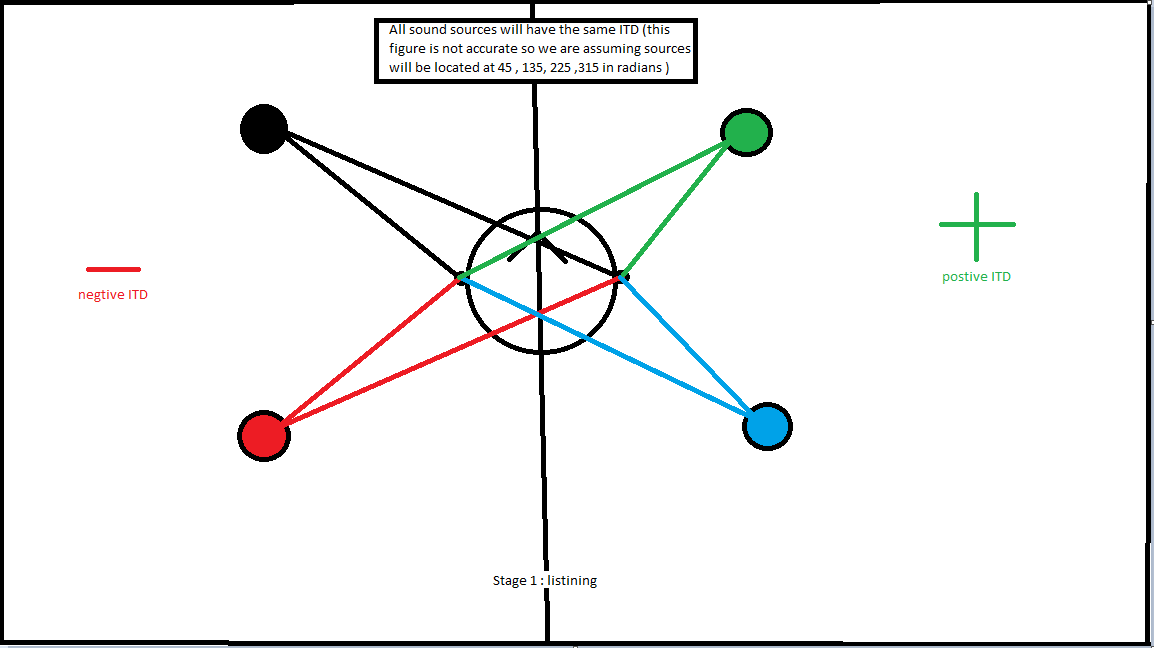 All sound sources will have the same ITD (this
figure is not accurate so we are assuming sources
will be located at 45 , 135, 225 ,315 in radians )
negtive ITD
postive ITD
Stage 1 : listining